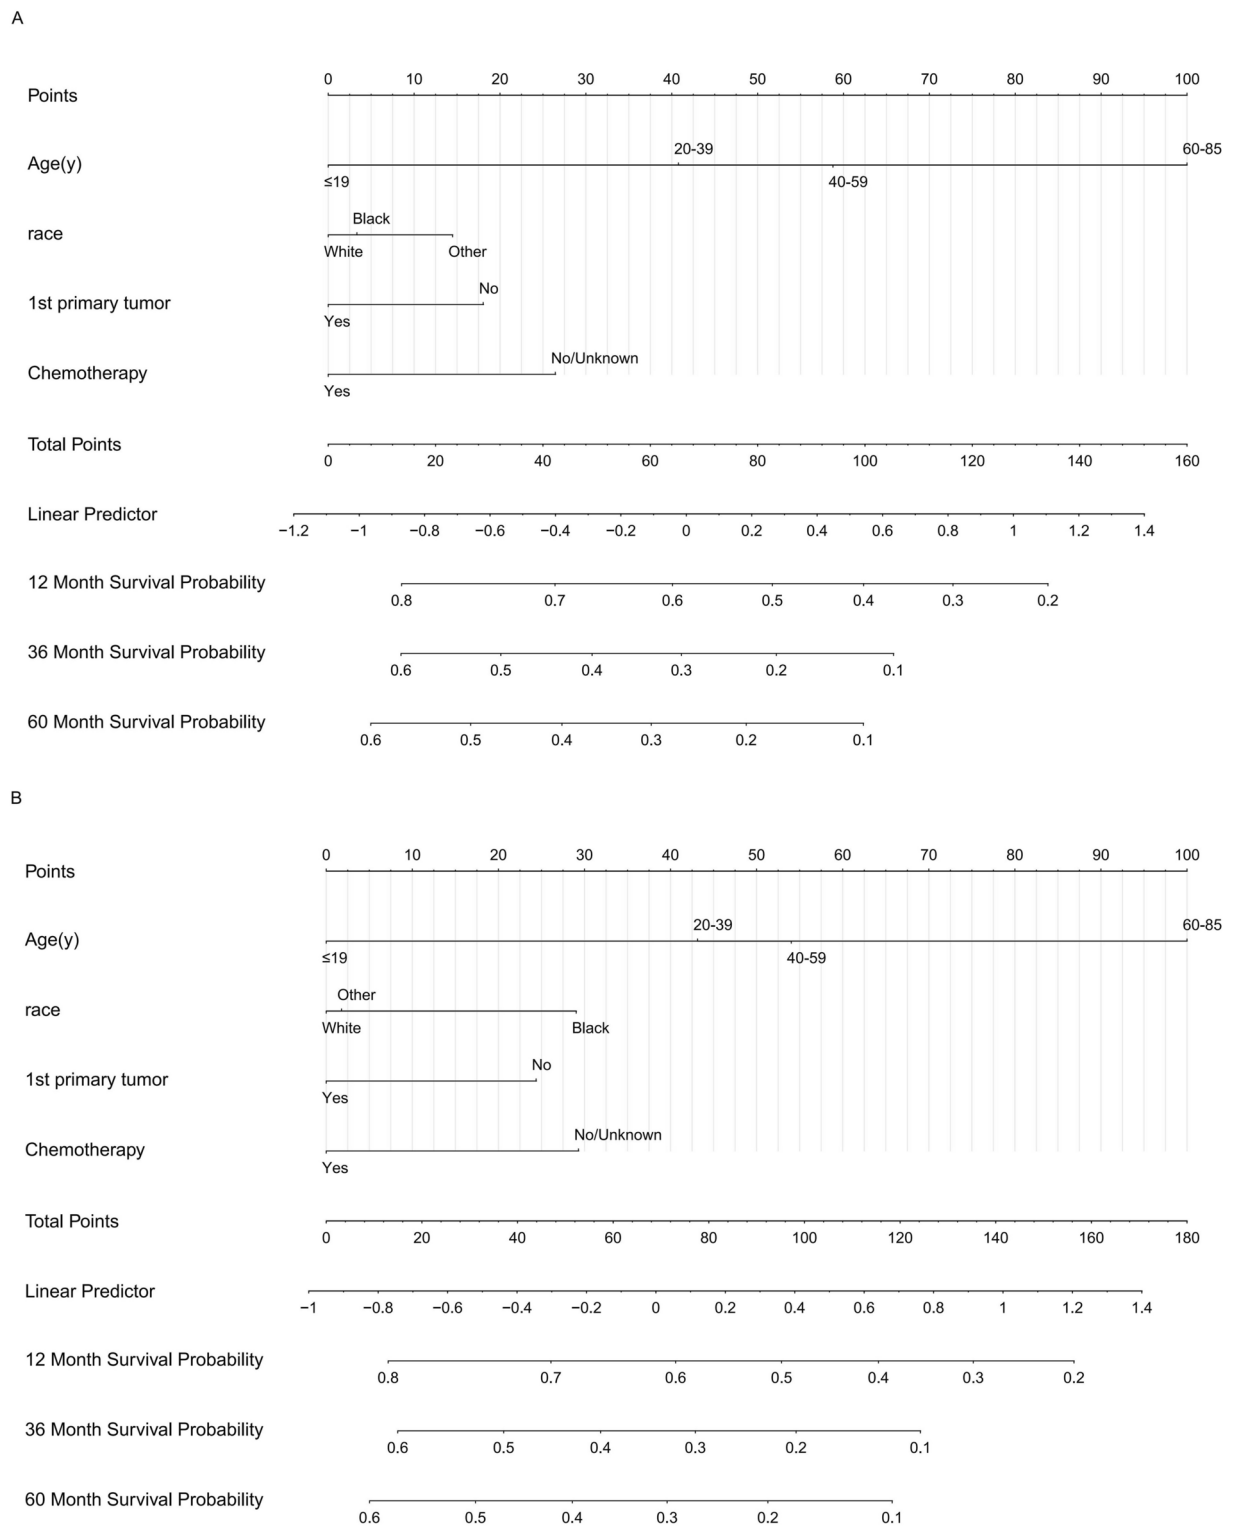 A
0 10 20 30 40 50 60 70 80 90 100
Points
20-39 60-85
Age(y)
≤19 40-59
Black
race
White Other
No
1st primary tumor
Yes
No/Unknown
Chemotherapy
Yes
Total Points
0 20 40 60 80 100 120 140 160
Linear Predictor
−1.2 −1 −0.8 −0.6 −0.4 −0.2 0 0.2 0.4 0.6 0.8 1 1.2 1.4
12 Month Survival Probability
0.8 0.7 0.6 0.5 0.4 0.3 0.2
36 Month Survival Probability
0.6 0.5 0.4 0.3 0.2 0.1
60 Month Survival Probability
0.6 0.5 0.4 0.3 0.2 0.1
B
0 10 20 30 40 50 60 70 80 90 100
Points
20-39 60-85
Age(y)
≤19 40-59
Other
race
White Black
No
1st primary tumor
Yes
No/Unknown
Chemotherapy
Yes
Total Points
0 20 40 60 80 100 120 140 160 180
Linear Predictor
−1 −0.8 −0.6 −0.4 −0.2 0 0.2 0.4 0.6 0.8 1 1.2 1.4
12 Month Survival Probability
0.8 0.7 0.6 0.5 0.4 0.3 0.2
36 Month Survival Probability
0.6 0.5 0.4 0.3 0.2 0.1
60 Month Survival Probability
0.6 0.5 0.4 0.3 0.2 0.1